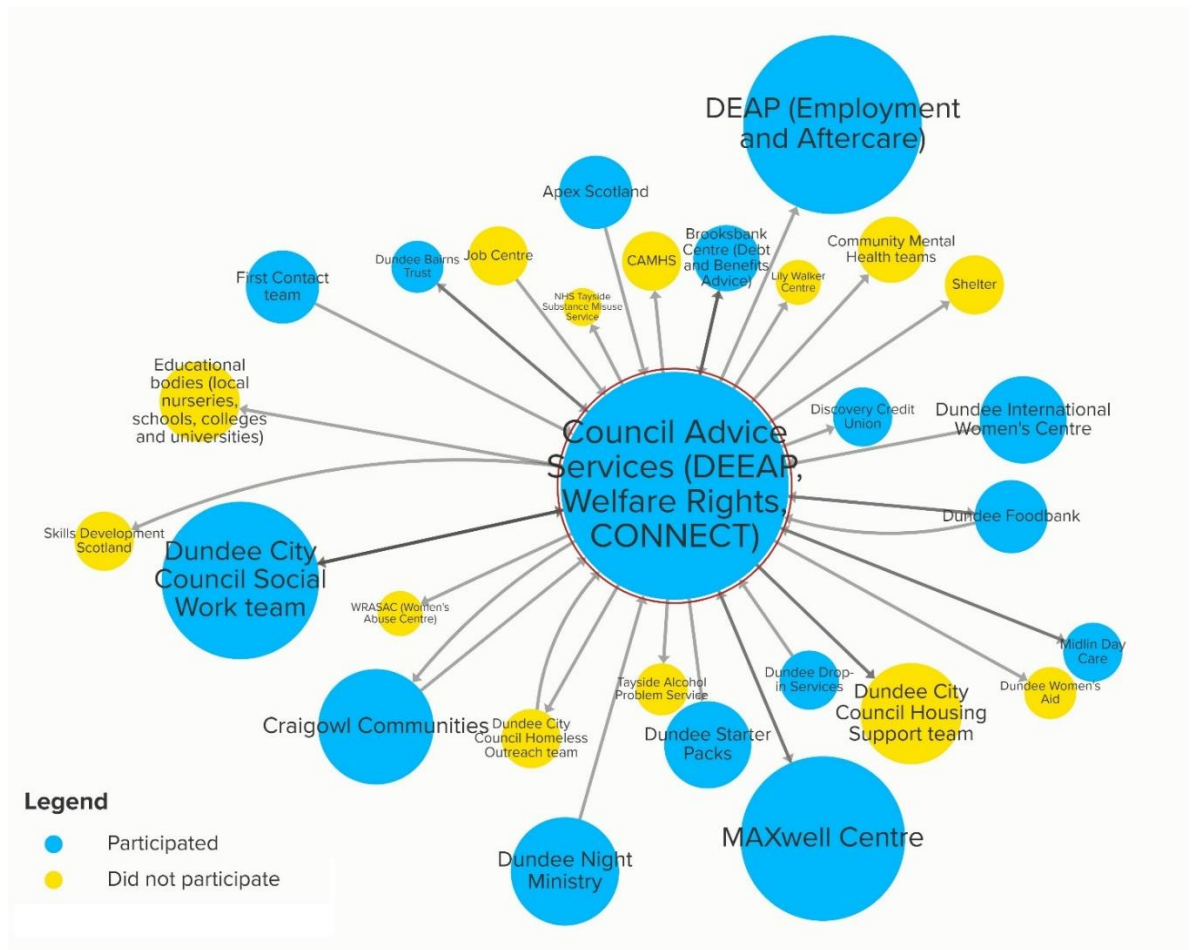 DEAP (Employment
and Aftercare)
Apex Scotland
Brooksbank
Centre (Debt
and Benefits
Advice)
Community Mental
Health teams
Dundee Bairns
Trust
Job Centre
CAMHS
Lily Walker
Centre
Shelter
First Contact
team
NHS Tayside
Substance Misuse
Service
Educational
bodies (local
nurseries,
schools, colleges
and universities)
Discovery Credit
Union
Dundee International
Women's Centre
Council Advice
Services (DEEAP,
Welfare Rights,
CONNECT)
Dundee Foodbank
Skills Development
Scotland
Dundee City
Council Social
Work team
WRASAC (Women's
Abuse Centre)
Midlin Day
Care
Dundee Women's
Aid
Dundee Drop-
in Services
Tayside Alcohol
Problem Service
Dundee City
Council Housing
Support team
Craigowl Communities
Dundee City
Council Homeless
Outreach team
Dundee Starter
Packs
MAXwell Centre
Dundee Night
Ministry
Legend
Participated
Did not participate